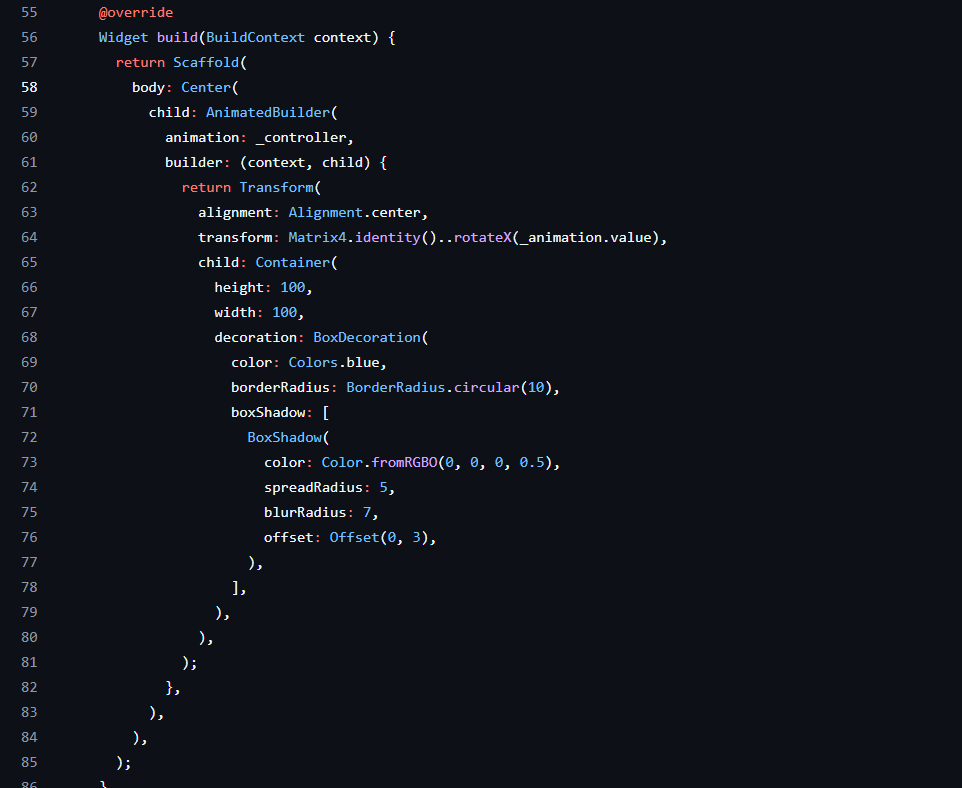 55 @override
56 Widget build(BuildContext context) {
57 return Scaffold(
58 body: Center(
59 child: AnimatedBuilder(
60 animation: _controller,
61 builder: (context, child) {
62 return Transform(
63 alignment: Alignment.center,
64 transform: Matrix4.identity()..rotateX(_animation.value),
65 child: Container(
66 height: 100,
67 width: 100,
68 decoration: BoxDecoration(
69 color: Colors.blue,
70 borderRadius: BorderRadius.circular(10),
71 boxShadow: [
72 BoxShadow(
73 color: Color.fromRGBO(0, 0, 0, 0.5),
74 spreadRadius: 5,
75 blurRadius: 7,
76 offset: Offset(0, 3),
77 ),
78 ],
79 ),
80 ),
81 );
82 },
83 ),
84 ),
85 );
86 }